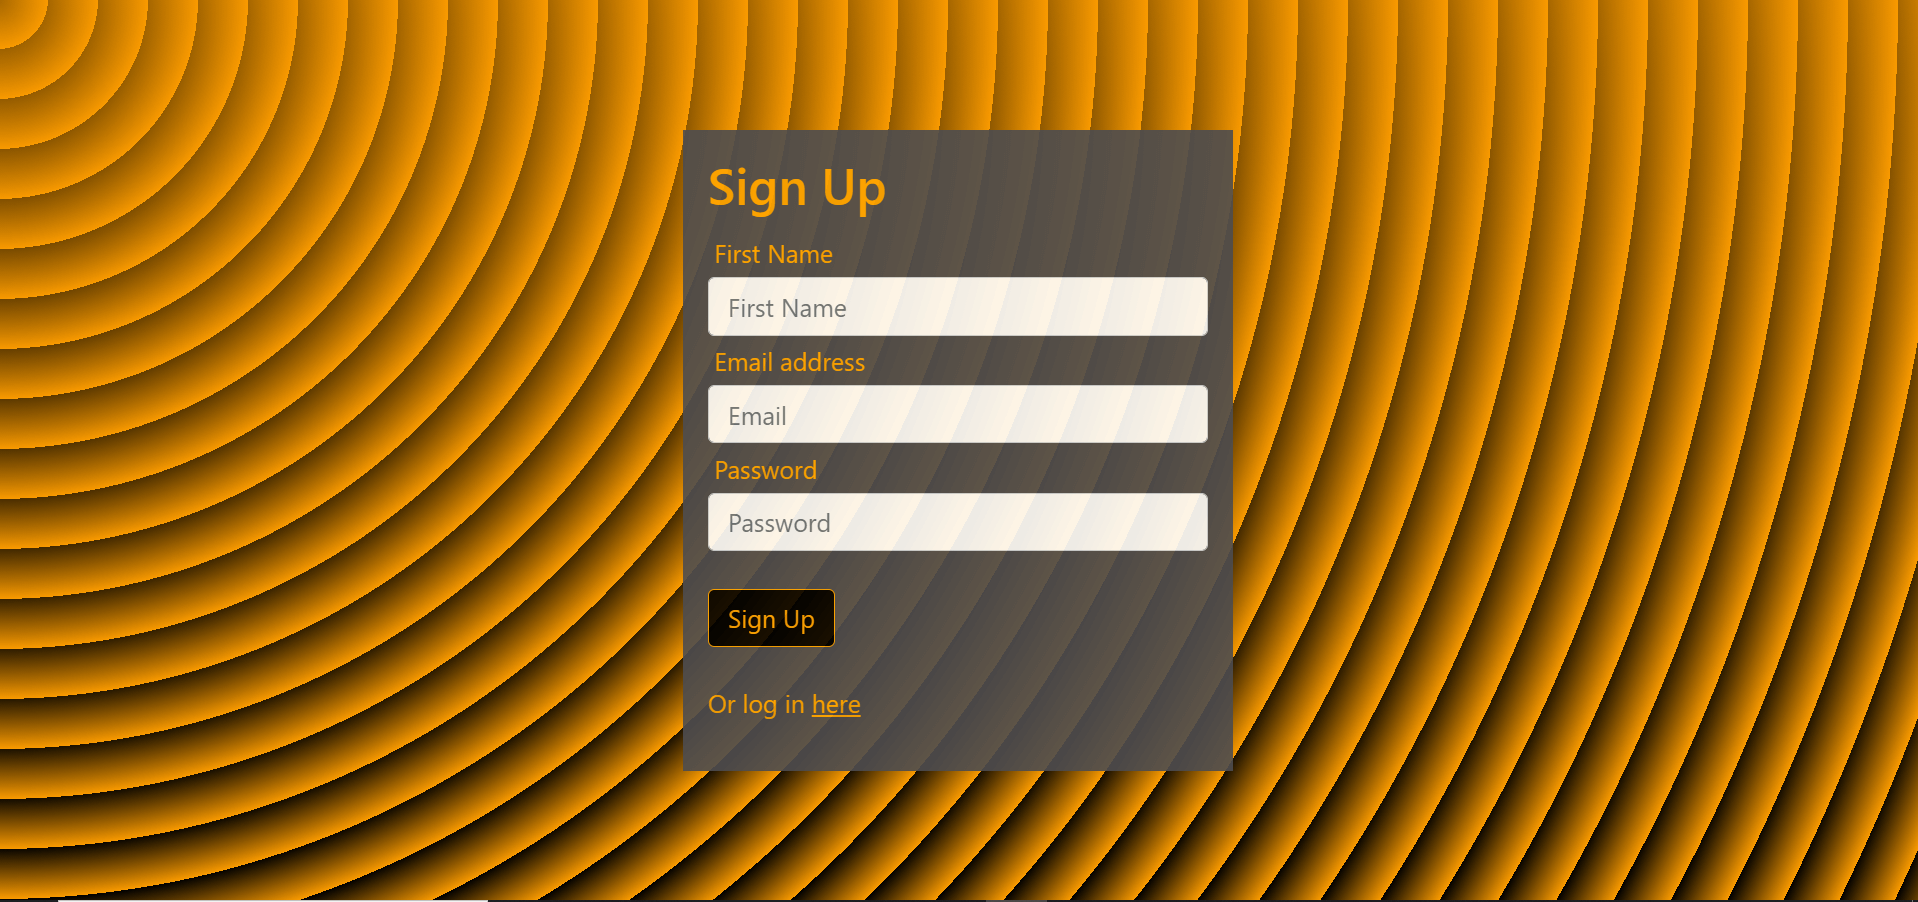 Sign Up
First Name
First Name
Email address
Email
Password
Password
Sign Up
Or log in here